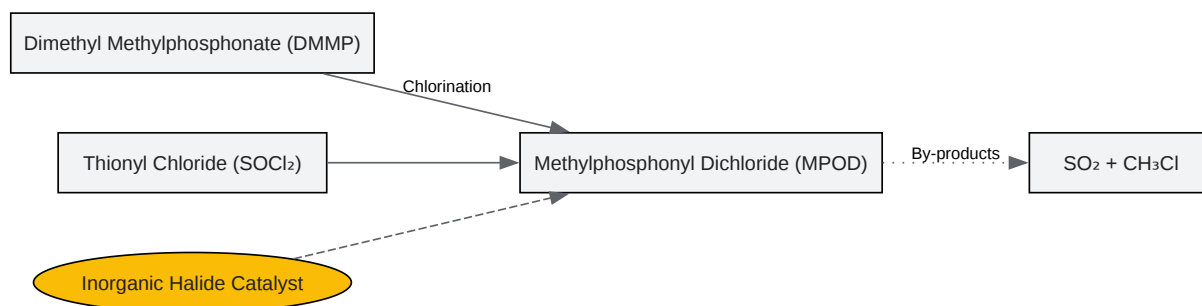 Dimethyl Methylphosphonate (DMMP)
Chlorination
Thionyl Chloride (SOCl₂)
Methylphosphonyl Dichloride (MPOD)
By-products
SO₂ + CH₃Cl
Inorganic Halide Catalyst